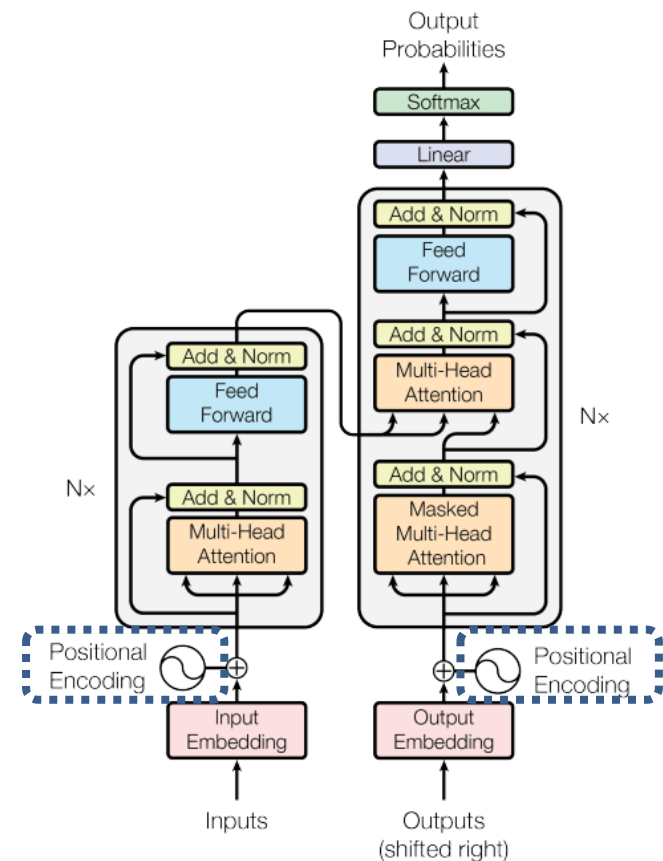 Output
Probabilities
Softmax
Linear
Add & Norm
Feed
Forward
Add & Norm
Multi-Head
Attention
Nx
Add & Norm
Masked
Multi-Head
Attention
Add & Norm
Feed
Forward
Nx
Add & Norm
Multi-Head
Attention
Positional
Encoding
Positional
Encoding
Input
Embedding
Output
Embedding
Inputs
Outputs
(shifted right)